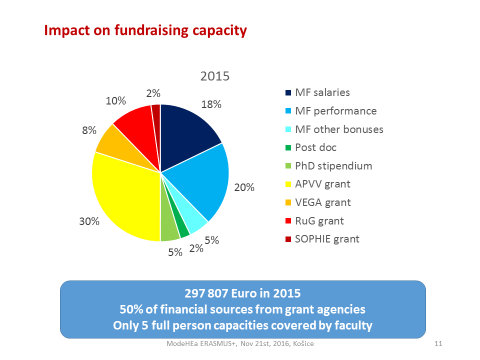 Impact on fundraising capacity
2015
2%
10%
18%
8%
20%
30%
5%
2%
5%
MF salaries
MF performance
MF other bonuses
Post doc
PhD stipendium
APVV grant
VEGA grant
RuG grant
SOPHIE grant
297 807 Euro in 2015
50% of financial sources from grant agencies
Only 5 full person capacities covered by faculty
ModeHEa ERASMUS+, Nov 21st, 2016, Košice
11